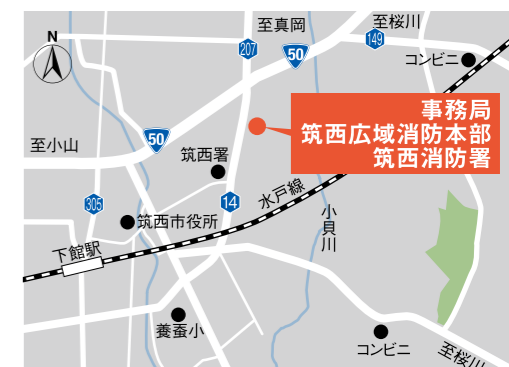 至真岡
至桜川
N
207
50
149
コンビニ
事務局
筑西広域消防本部
筑西消防署
至小山
50
筑西署
305
14
水戸線
小貝川
筑西市役所
下館駅
養蚕小
コンビニ
至桜川